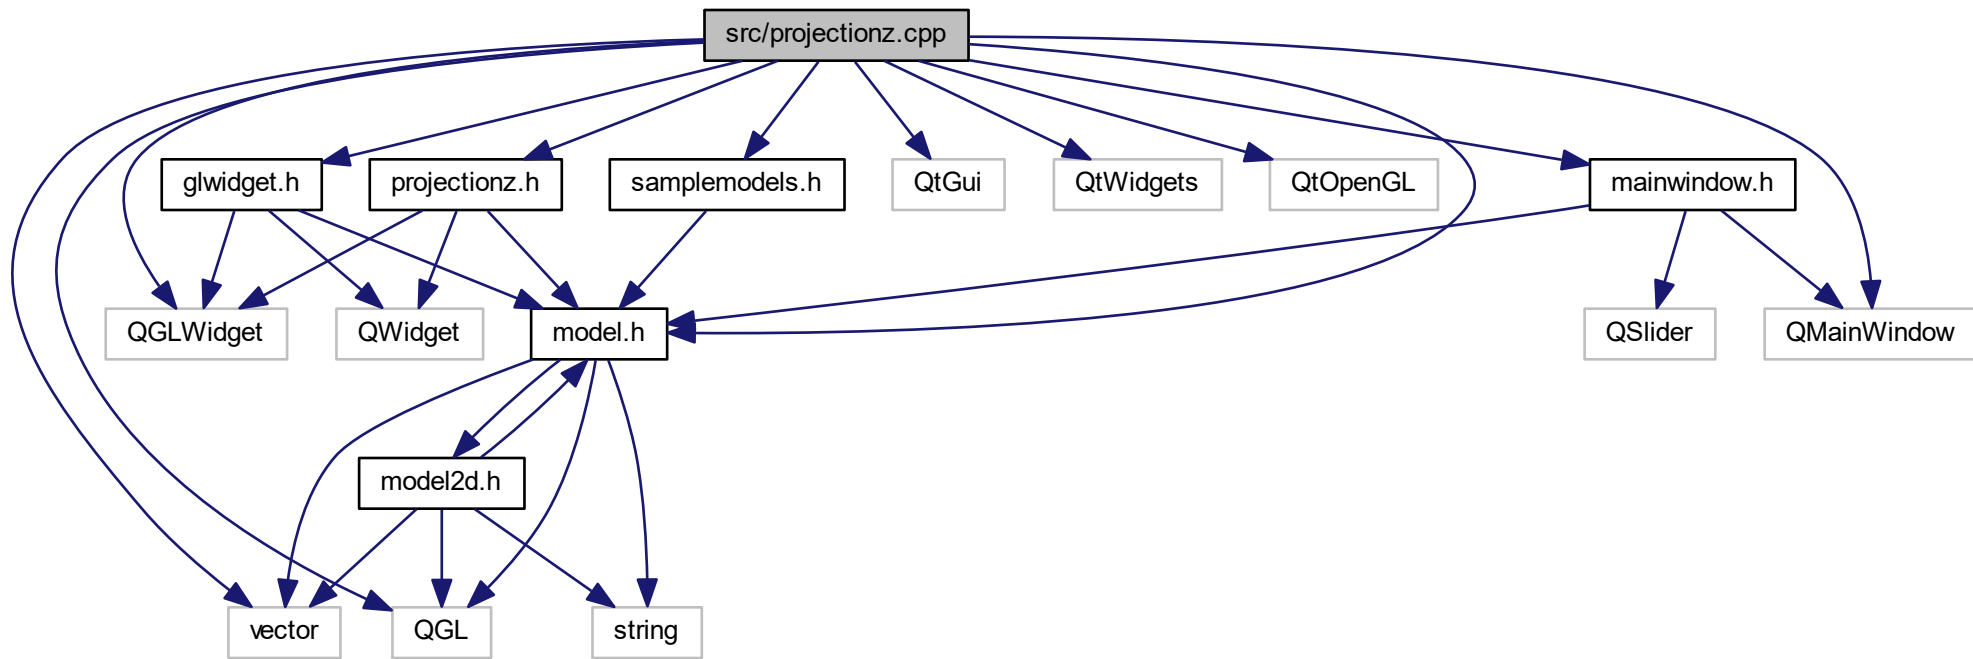 src/projectionz.cpp
glwidget.h
projectionz.h
samplemodels.h
QtGui
QtWidgets
QtOpenGL
mainwindow.h
QGLWidget
QWidget
model.h
QSlider
QMainWindow
model2d.h
vector
QGL
string